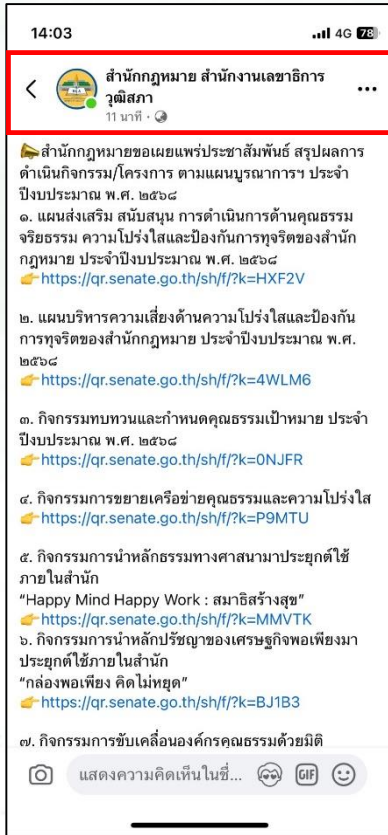 14:03 4G 78
สำนักกฎหมาย สำนักงานเลขาธิการ
วุฒิสภา
11 นาที ·
สำนักกฎหมายขอเผยแพร่ประชาสัมพันธ์ สรุปผลการ
ดำเนินกิจกรรม/โครงการ ตามแผนบูรณาการฯ ประจำ
ปีงบประมาณ พ.ศ. ๒๕๖๘
๑. แผนส่งเสริม สนับสนุน การดำเนินการด้านคุณธรรม
จริยธรรม ความโปร่งใสและป้องกันการทุจริตของสำนัก
กฎหมาย ประจำปีงบประมาณ พ.ศ. ๒๕๖๘
👉https://qr.senate.go.th/sh/f/?k=HXF2V
๒. แผนบริหารความเสี่ยงด้านความโปร่งใสและป้องกัน
การทุจริตของสำนักกฎหมาย ประจำปีงบประมาณ พ.ศ.
๒๕๖๘
👉https://qr.senate.go.th/sh/f/?k=4WLM6
๓. กิจกรรมทบทวนและกำหนดคุณธรรมเป้าหมาย ประจำ
ปีงบประมาณ พ.ศ. ๒๕๖๘
👉https://qr.senate.go.th/sh/f/?k=0NJFR
๔. กิจกรรมการขยายเครือข่ายคุณธรรมและความโปร่งใส
👉https://qr.senate.go.th/sh/f/?k=P9MTU
๕. กิจกรรมการนำหลักธรรมทางศาสนามาประยุกต์ใช้
ภายในสำนัก
“Happy Mind Happy Work : สมาธิสร้างสุข”
👉https://qr.senate.go.th/sh/f/?k=MMVTK
๖. กิจกรรมการนำหลักปรัชญาของเศรษฐกิจพอเพียงมา
ประยุกต์ใช้ภายในสำนัก
“กล่องพอเพียง คิดไม่หยุด”
👉https://qr.senate.go.th/sh/f/?k=BJ1B3
๗. กิจกรรมการขับเคลื่อนองค์กรคุณธรรมด้วยมิติ
แสดงความคิดเห็นในชื่... GIF